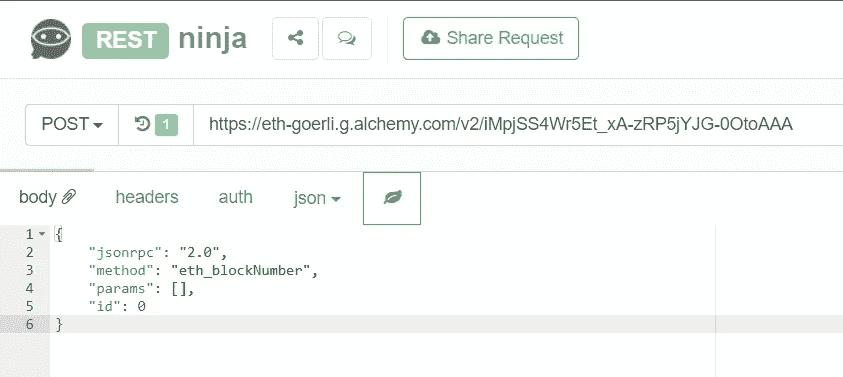 REST ninja Share Request
POST 1 https://eth-goerli.g.alchemy.com/v2/iMpjSS4Wr5Et_xA-zRP5jYJG-0OtoAAA
body headers auth json
1 {
2 "jsonrpc": "2.0",
3 "method": "eth_blockNumber",
4 "params": [],
5 "id": 0
6 }